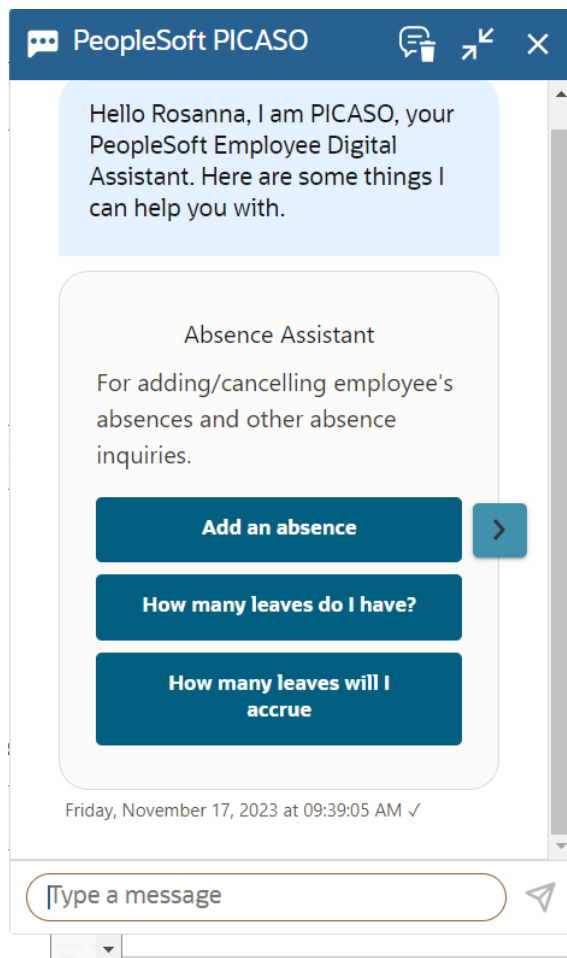 PeopleSoft PICASO
Hello Rosanna, I am PICASO, your
PeopleSoft Employee Digital
Assistant. Here are some things I
can help you with.
Absence Assistant
For adding/cancelling employee's
absences and other absence
inquiries.
Add an absence
How many leaves do I have?
How many leaves will I
accrue
Friday, November 17, 2023 at 09:39:05 AM ✓
Type a message